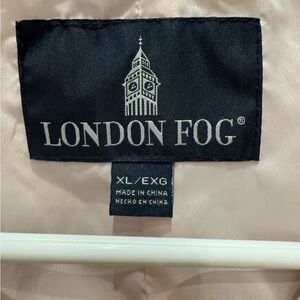 LONDON FOG®
XL/EXG
MADE IN CHINA
HECHO EN CHINA